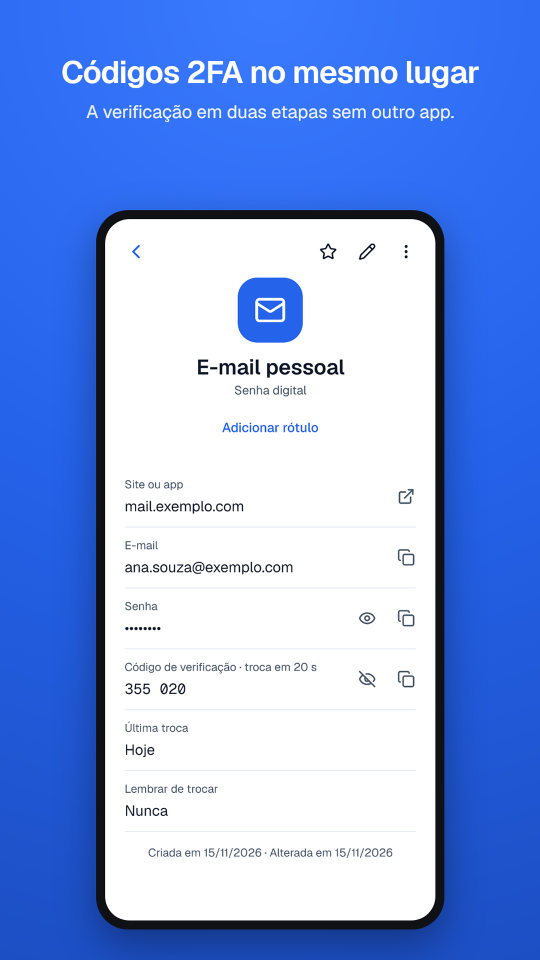 Códigos 2FA no mesmo lugar
A verificação em duas etapas sem outro app.
E-mail pessoal
Senha digital
Adicionar rótulo
Site ou app
mail.exemplo.com
E-mail
ana.souza@exemplo.com
Senha
••••••••
Código de verificação · troca em 20 s
355 020
Última troca
Hoje
Lembrar de trocar
Nunca
Criada em 15/11/2026 · Alterada em 15/11/2026